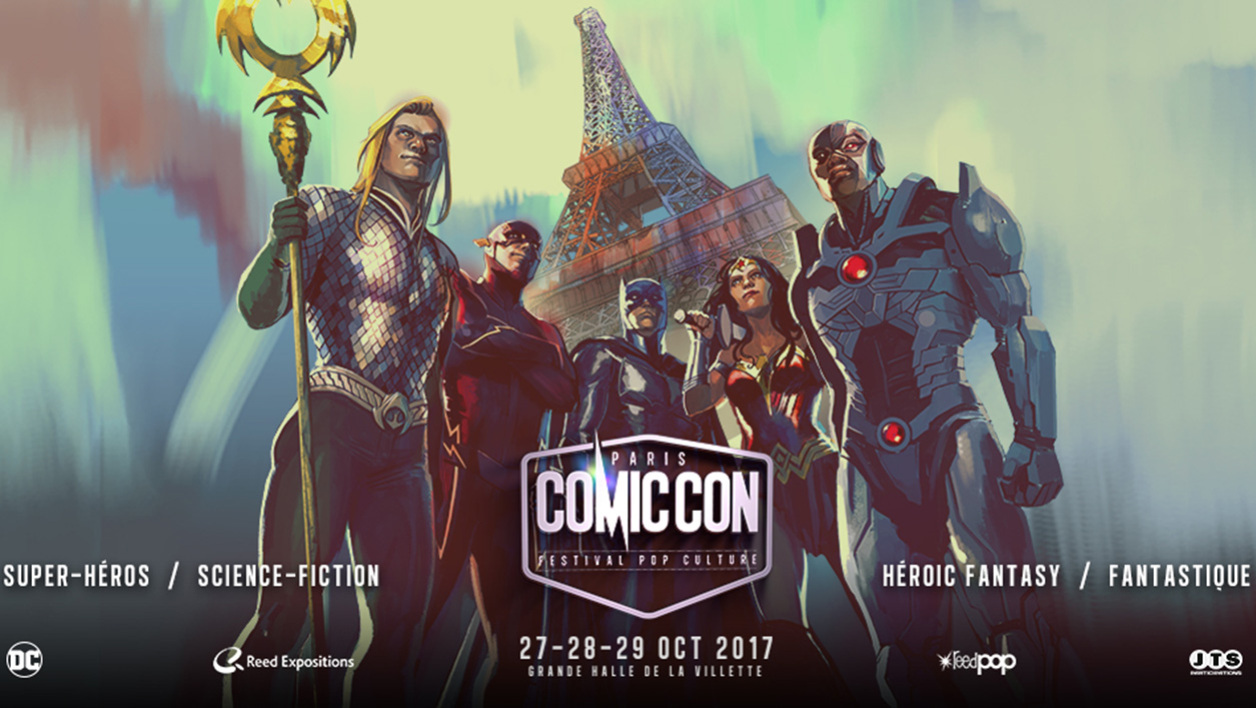 PARIS
COMIC CON
FESTIVAL POP CULTURE
SUPER-HÉROS / SCIENCE-FICTION
HÉROIC FANTASY / FANTASTIQUE
27-28-29 OCT 2017
GRANDE HALLE DE LA VILLETTE
DC
Reed Expositions
reedpop
JTS
PARTICIPATIONS